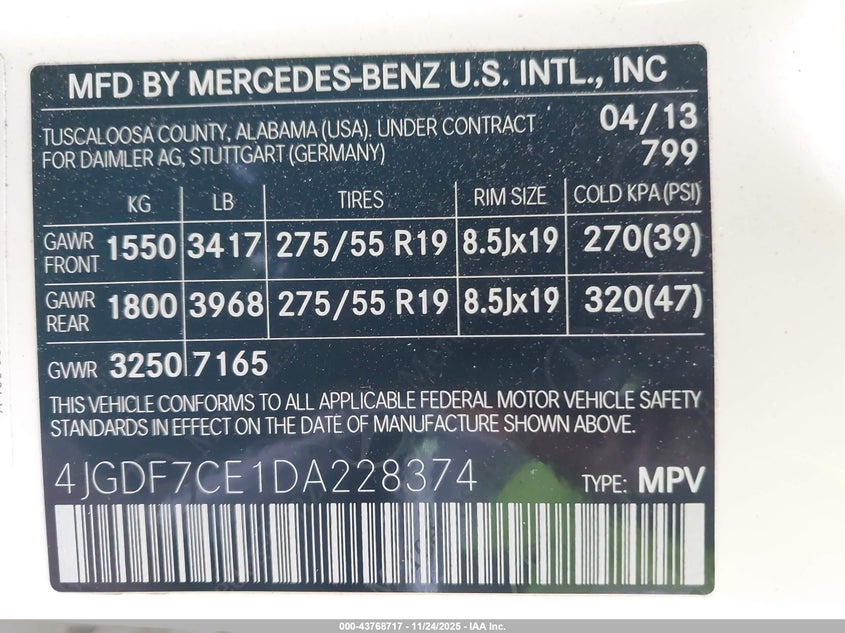 MFD BY MERCEDES-BENZ U.S. INTL., INC
TUSCALOOSA COUNTY, ALABAMA (USA). UNDER CONTRACT 04/13
FOR DAIMLER AG, STUTTGART (GERMANY) 799
KG LB TIRES RIM SIZE COLD KPA (PSI)
GAWR FRONT 1550 3417 275/55 R19 8.5Jx19 270(39)
GAWR REAR 1800 3968 275/55 R19 8.5Jx19 320(47)
GVWR 3250 7165
THIS VEHICLE CONFORMS TO ALL APPLICABLE FEDERAL MOTOR VEHICLE SAFETY
STANDARDS IN EFFECT ON THE DATE OF MANUFACTURE SHOWN ABOVE.
4JGDF7CE1DA228374 TYPE: MPV
000-43768717 - 11/24/2025 - IAA Inc.